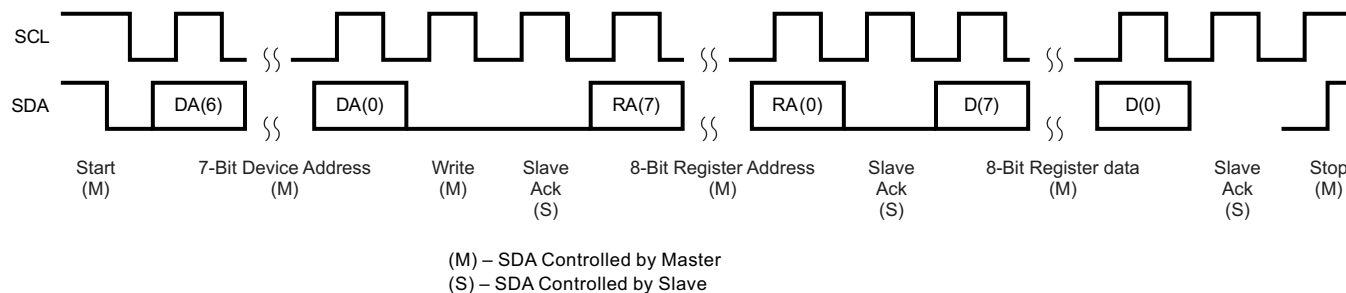 SCL
SDA
DA(6)
DA(0)
RA(7)
RA(0)
D(7)
D(0)
Start
(M)
7-Bit Device Address
(M)
Write
(M)
Slave
Ack
(S)
8-Bit Register Address
(M)
Slave
Ack
(S)
8-Bit Register data
(M)
Slave
Ack
(S)
Stop
(M)
(M) – SDA Controlled by Master
(S) – SDA Controlled by Slave